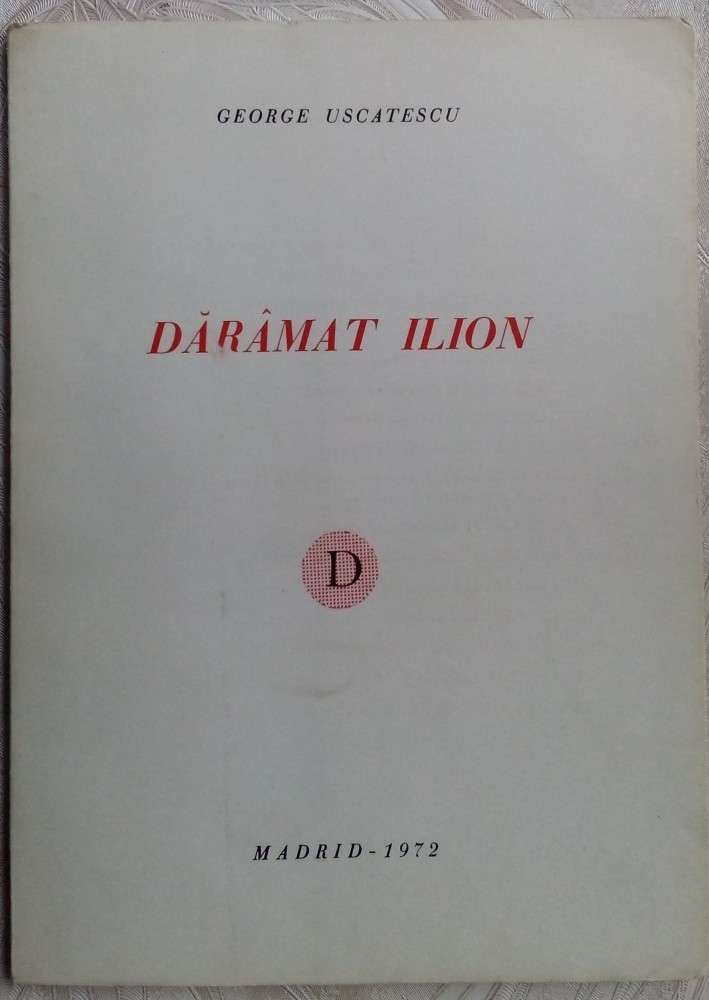 GEORGE USCATESCU
DĂRÂMAT ILION
D
MADRID-1972